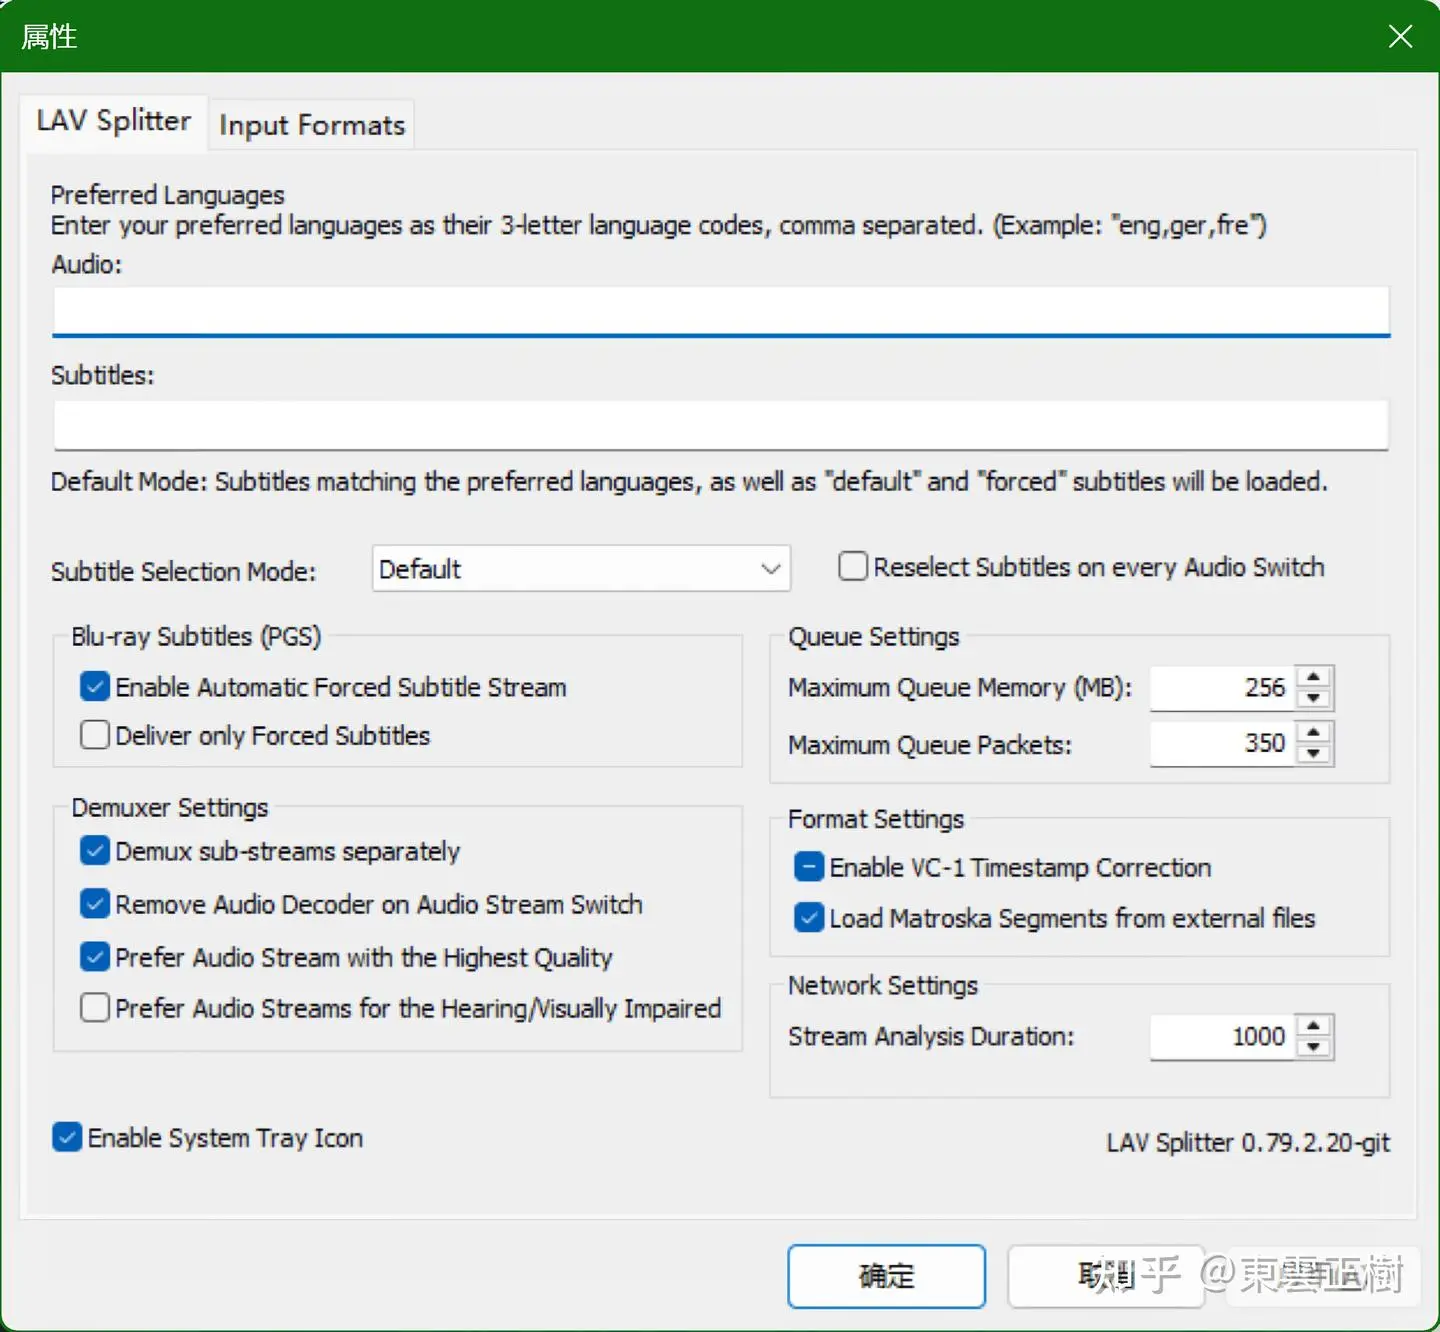 属性
LAV Splitter
Input Formats
Preferred Languages
Enter your preferred languages as their 3-letter language codes, comma separated. (Example: "eng,ger,fre")
Audio:
Subtitles:
Default Mode: Subtitles matching the preferred languages, as well as "default" and "forced" subtitles will be loaded.
Subtitle Selection Mode:
Default
Reselect Subtitles on every Audio Switch
Blu-ray Subtitles (PGS)
Enable Automatic Forced Subtitle Stream
Deliver only Forced Subtitles
Queue Settings
Maximum Queue Memory (MB):
256
Maximum Queue Packets:
350
Demuxer Settings
Demux sub-streams separately
Remove Audio Decoder on Audio Stream Switch
Prefer Audio Stream with the Highest Quality
Prefer Audio Streams for the Hearing/Visually Impaired
Format Settings
Enable VC-1 Timestamp Correction
Load Matroska Segments from external files
Network Settings
Stream Analysis Duration:
1000
Enable System Tray Icon
LAV Splitter 0.79.2.20-git
确定
知乎 @東雲正樹